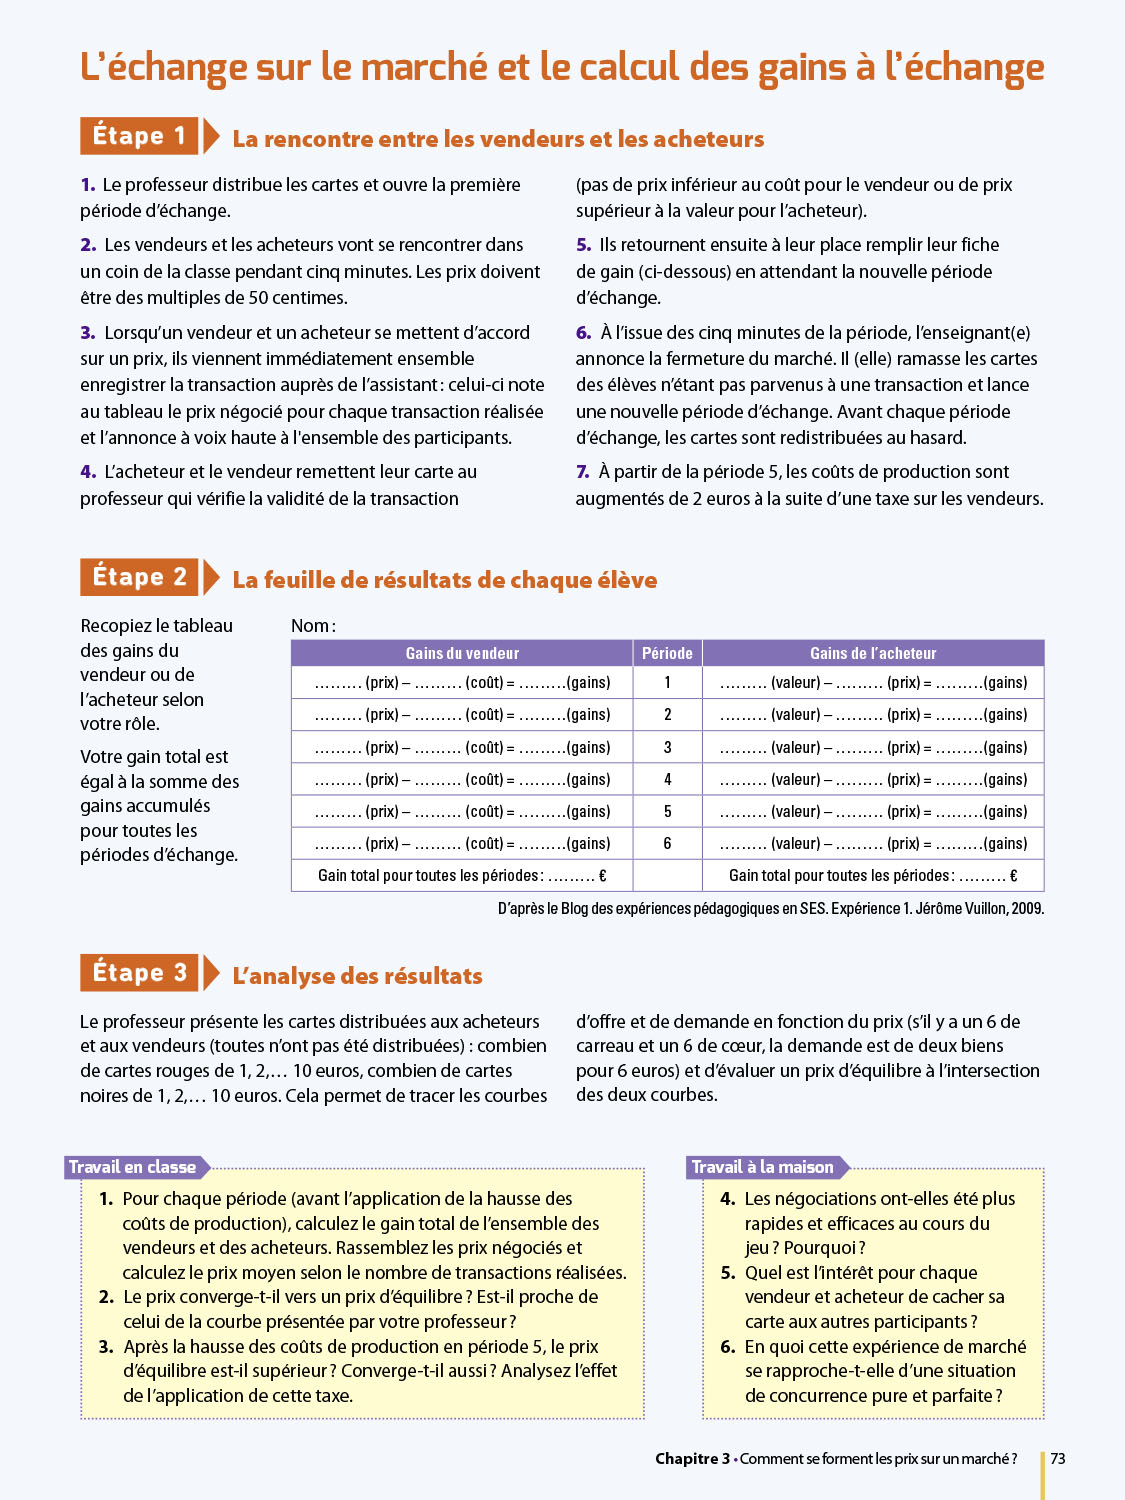 L’échange sur le marché et le calcul des gains à l’échange
Étape 1
La rencontre entre les vendeurs et les acheteurs
1. Le professeur distribue les cartes et ouvre la première
période d’échange.
2. Les vendeurs et les acheteurs vont se rencontrer dans
un coin de la classe pendant cinq minutes. Les prix doivent
être des multiples de 50 centimes.
3. Lorsqu’un vendeur et un acheteur se mettent d’accord
sur un prix, ils viennent immédiatement ensemble
enregistrer la transaction auprès de l’assistant : celui-ci note
au tableau le prix négocié pour chaque transaction réalisée
et l’annonce à voix haute à l'ensemble des participants.
4. L’acheteur et le vendeur remettent leur carte au
professeur qui vérifie la validité de la transaction
(pas de prix inférieur au coût pour le vendeur ou de prix
supérieur à la valeur pour l’acheteur).
5. Ils retournent ensuite à leur place remplir leur fiche
de gain (ci-dessous) en attendant la nouvelle période
d’échange.
6. À l’issue des cinq minutes de la période, l’enseignant(e)
annonce la fermeture du marché. Il (elle) ramasse les cartes
des élèves n’étant pas parvenus à une transaction et lance
une nouvelle période d’échange. Avant chaque période
d’échange, les cartes sont redistribuées au hasard.
7. À partir de la période 5, les coûts de production sont
augmentés de 2 euros à la suite d’une taxe sur les vendeurs.
Étape 2
La feuille de résultats de chaque élève
Recopiez le tableau
des gains du
vendeur ou de
l’acheteur selon
votre rôle.
Votre gain total est
égal à la somme des
gains accumulés
pour toutes les
périodes d’échange.
Nom :
Gains du vendeur Période Gains de l’acheteur
......... (prix) – ......... (coût) = .........(gains) 1 ......... (valeur) – ......... (prix) = .........(gains)
......... (prix) – ......... (coût) = .........(gains) 2 ......... (valeur) – ......... (prix) = .........(gains)
......... (prix) – ......... (coût) = .........(gains) 3 ......... (valeur) – ......... (prix) = .........(gains)
......... (prix) – ......... (coût) = .........(gains) 4 ......... (valeur) – ......... (prix) = .........(gains)
......... (prix) – ......... (coût) = .........(gains) 5 ......... (valeur) – ......... (prix) = .........(gains)
......... (prix) – ......... (coût) = .........(gains) 6 ......... (valeur) – ......... (prix) = .........(gains)
Gain total pour toutes les périodes : ......... € Gain total pour toutes les périodes : ......... €
D’après le Blog des expériences pédagogiques en SES. Expérience 1. Jérôme Vuillon, 2009.
Étape 3
L’analyse des résultats
Le professeur présente les cartes distribuées aux acheteurs
et aux vendeurs (toutes n’ont pas été distribuées) : combien
de cartes rouges de 1, 2,… 10 euros, combien de cartes
noires de 1, 2,… 10 euros. Cela permet de tracer les courbes
d’offre et de demande en fonction du prix (s’il y a un 6 de
carreau et un 6 de cœur, la demande est de deux biens
pour 6 euros) et d’évaluer un prix d’équilibre à l’intersection
des deux courbes.
Travail en classe
1. Pour chaque période (avant l’application de la hausse des
coûts de production), calculez le gain total de l’ensemble des
vendeurs et des acheteurs. Rassemblez les prix négociés et
calculez le prix moyen selon le nombre de transactions réalisées.
2. Le prix converge-t-il vers un prix d’équilibre ? Est-il proche de
celui de la courbe présentée par votre professeur ?
3. Après la hausse des coûts de production en période 5, le prix
d’équilibre est-il supérieur ? Converge-t-il aussi ? Analysez l’effet
de l’application de cette taxe.
Travail à la maison
4. Les négociations ont-elles été plus
rapides et efficaces au cours du
jeu ? Pourquoi ?
5. Quel est l’intérêt pour chaque
vendeur et acheteur de cacher sa
carte aux autres participants ?
6. En quoi cette expérience de marché
se rapproche-t-elle d’une situation
de concurrence pure et parfaite ?
Chapitre 3 • Comment se forment les prix sur un marché ? 73